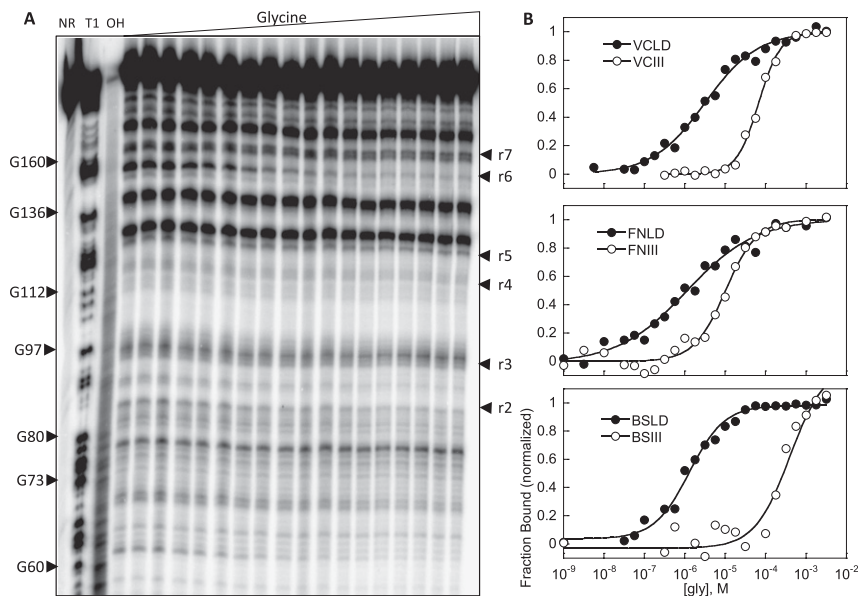 A
NR T1 OH
Glycine
G160
G136
G112
G97
G80
G73
G60
r7
r6
r5
r4
r3
r2
B
VCLD
VCIII
1
0.8
0.6
0.4
0.2
0
FNLD
FNIII
1
0.8
0.6
0.4
0.2
0
BSLD
BSIII
1
0.8
0.6
0.4
0.2
0
Fraction Bound (normalized)
10⁻⁹ 10⁻⁸ 10⁻⁷ 10⁻⁶ 10⁻⁵ 10⁻⁴ 10⁻³ 10⁻²
[gly], M